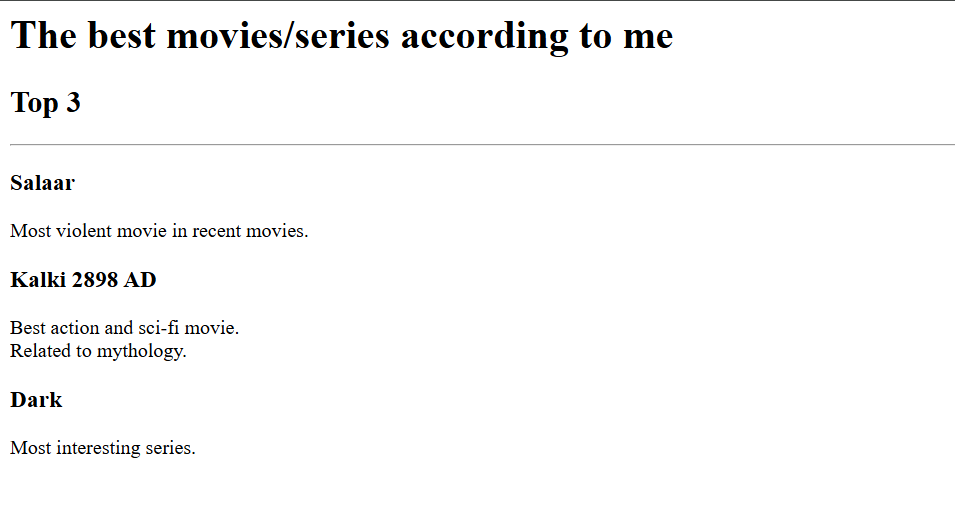 The best movies/series according to me
Top 3
Salaar
Most violent movie in recent movies.
Kalki 2898 AD
Best action and sci-fi movie.
Related to mythology.
Dark
Most interesting series.